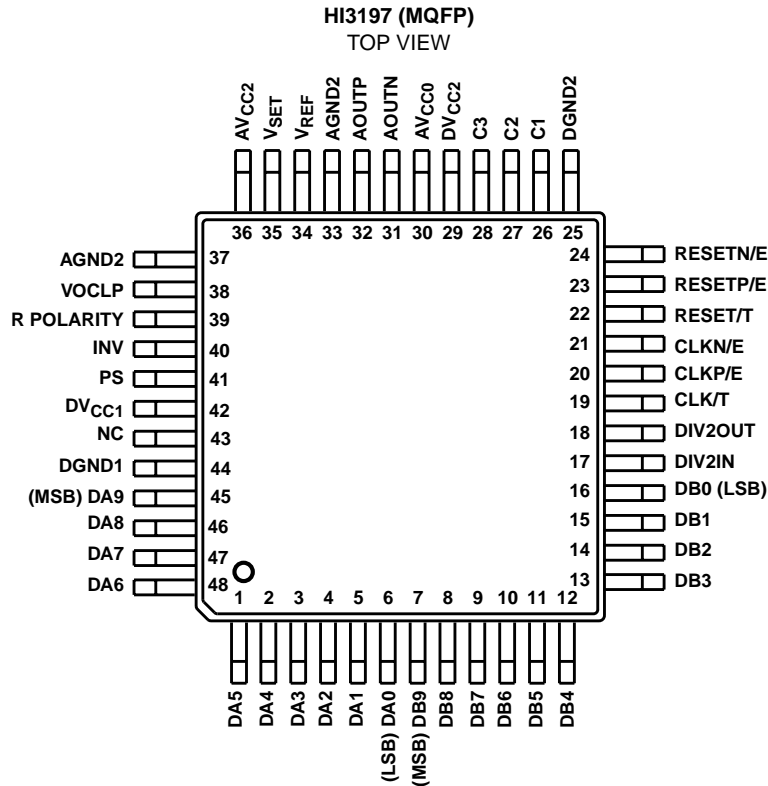 HI3197 (MQFP)
TOP VIEW
AVCC2
VSET
VREF
AGND2
AOUTP
AOUTN
AVCC0
DVCC2
C3
C2
C1
DGND2
36 35 34 33 32 31 30 29 28 27 26 25
AGND2 37
VOCLP 38
R POLARITY 39
INV 40
PS 41
DVCC1 42
NC 43
DGND1 44
(MSB) DA9 45
DA8 46
DA7 47
DA6 48
24 RESETN/E
23 RESETP/E
22 RESET/T
21 CLKN/E
20 CLKP/E
19 CLK/T
18 DIV2OUT
17 DIV2IN
16 DB0 (LSB)
15 DB1
14 DB2
13 DB3
1 2 3 4 5 6 7 8 9 10 11 12
DA5
DA4
DA3
DA2
DA1
(LSB) DA0
(MSB) DB9
DB8
DB7
DB6
DB5
DB4